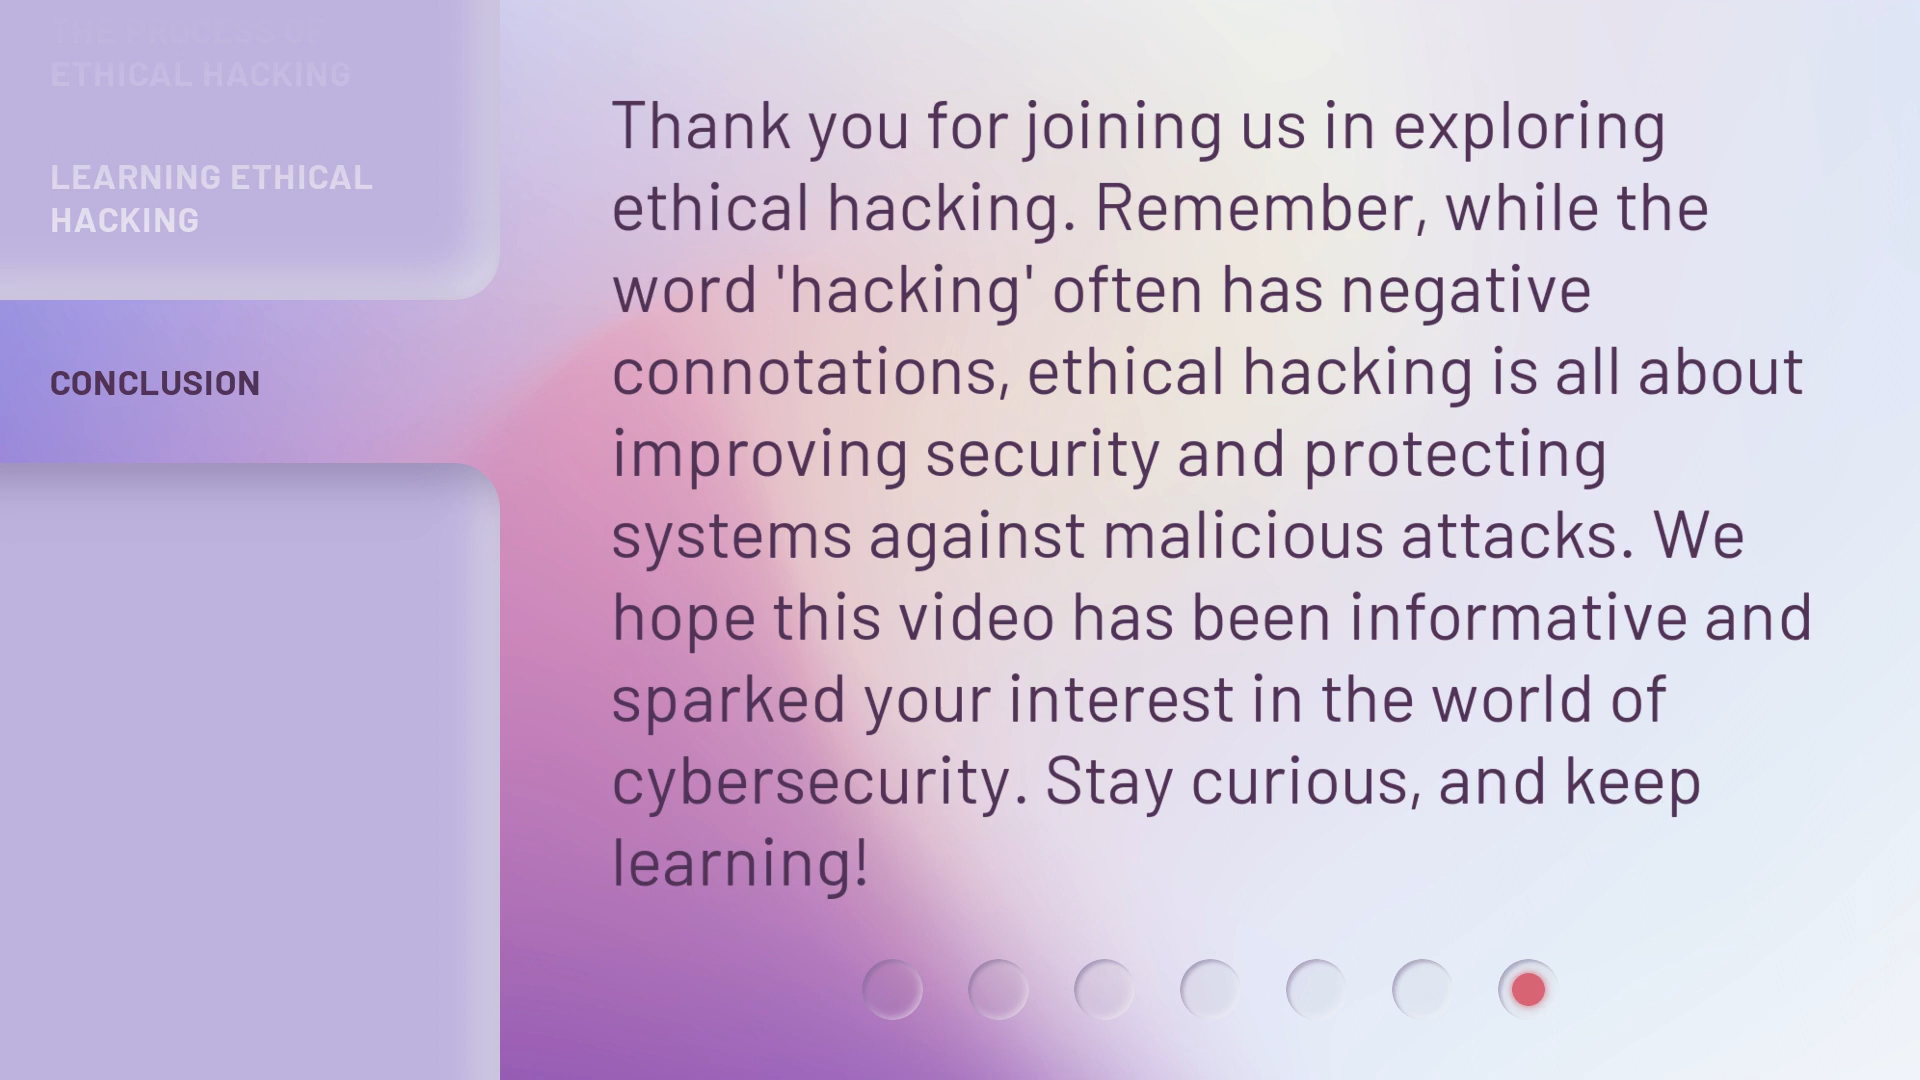 THE PROCESS OF
ETHICAL HACKING
LEARNING ETHICAL
HACKING
CONCLUSION
Thank you for joining us in exploring
ethical hacking. Remember, while the
word 'hacking' often has negative
connotations, ethical hacking is all about
improving security and protecting
systems against malicious attacks. We
hope this video has been informative and
sparked your interest in the world of
cybersecurity. Stay curious, and keep
learning!